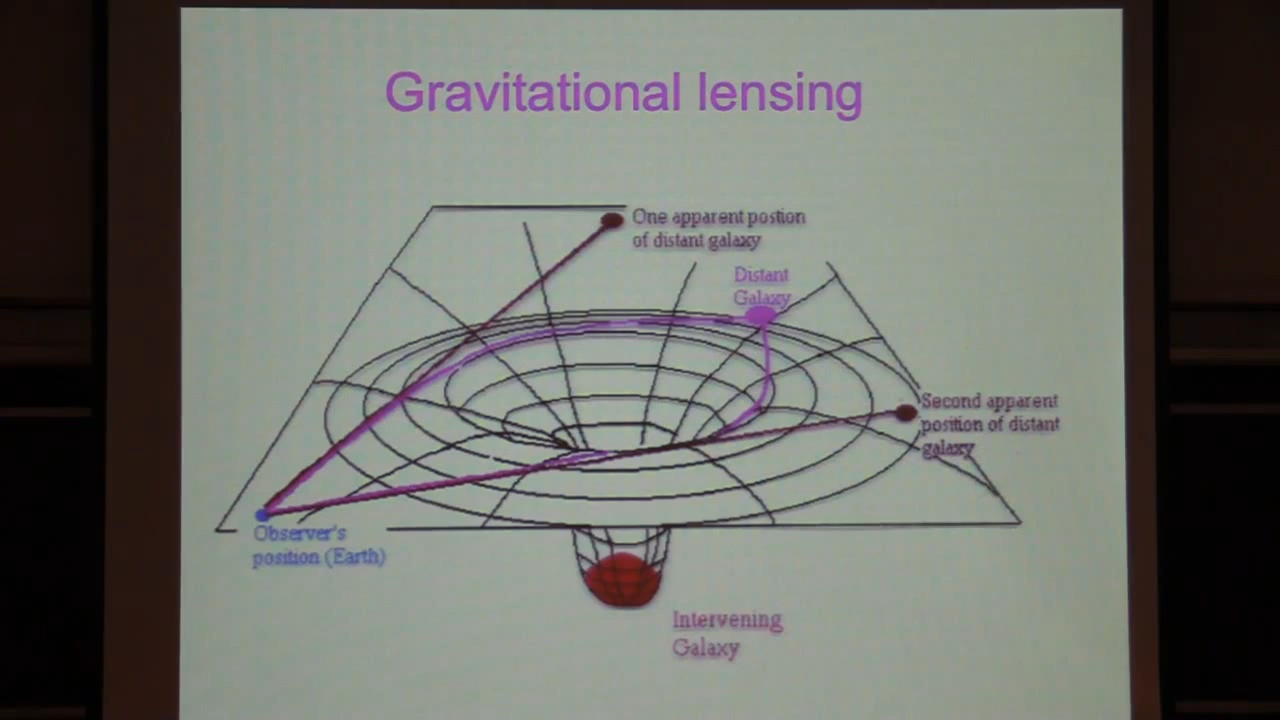 Gravitational lensing
One apparent postion
of distant galaxy
Distant
Galaxy
Second apparent
position of distant
galaxy
Observer's
position (Earth)
Intervening
Galaxy